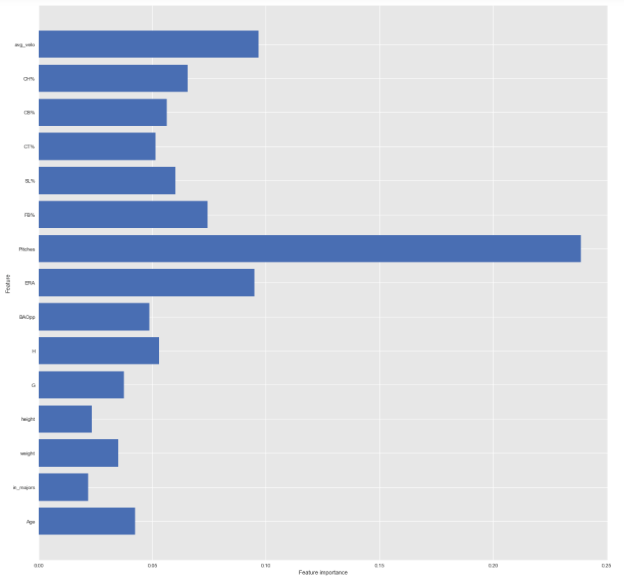 avg_velo
CH%
CB%
CT%
SL%
FB%
Pitches
ERA
BAOpp
H
G
height
weight
in_majors
Age
Feature
0.00
0.05
0.10
0.15
0.20
0.25
Feature importance